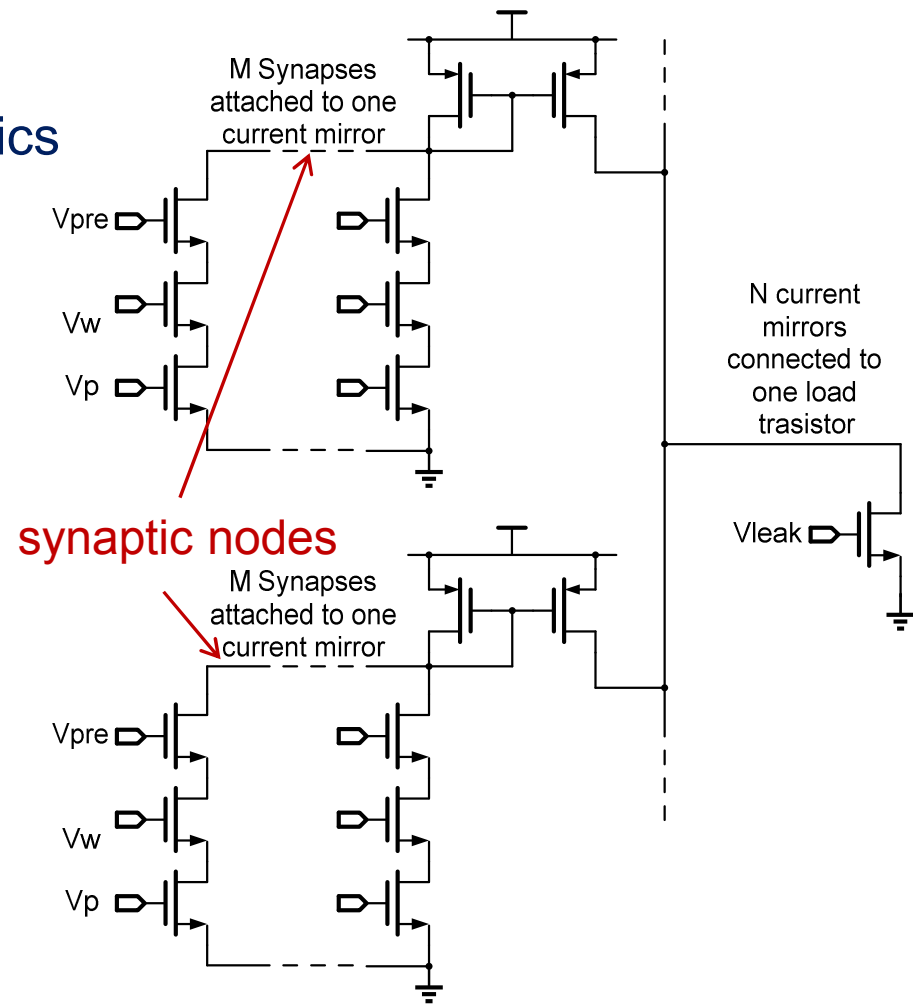 M Synapses
attached to one
current mirror
ics
Vpre
Vw
Vp
N current
mirrors
connected to
one load
trasistor
Vleak
synaptic nodes
M Synapses
attached to one
current mirror
Vpre
Vw
Vp